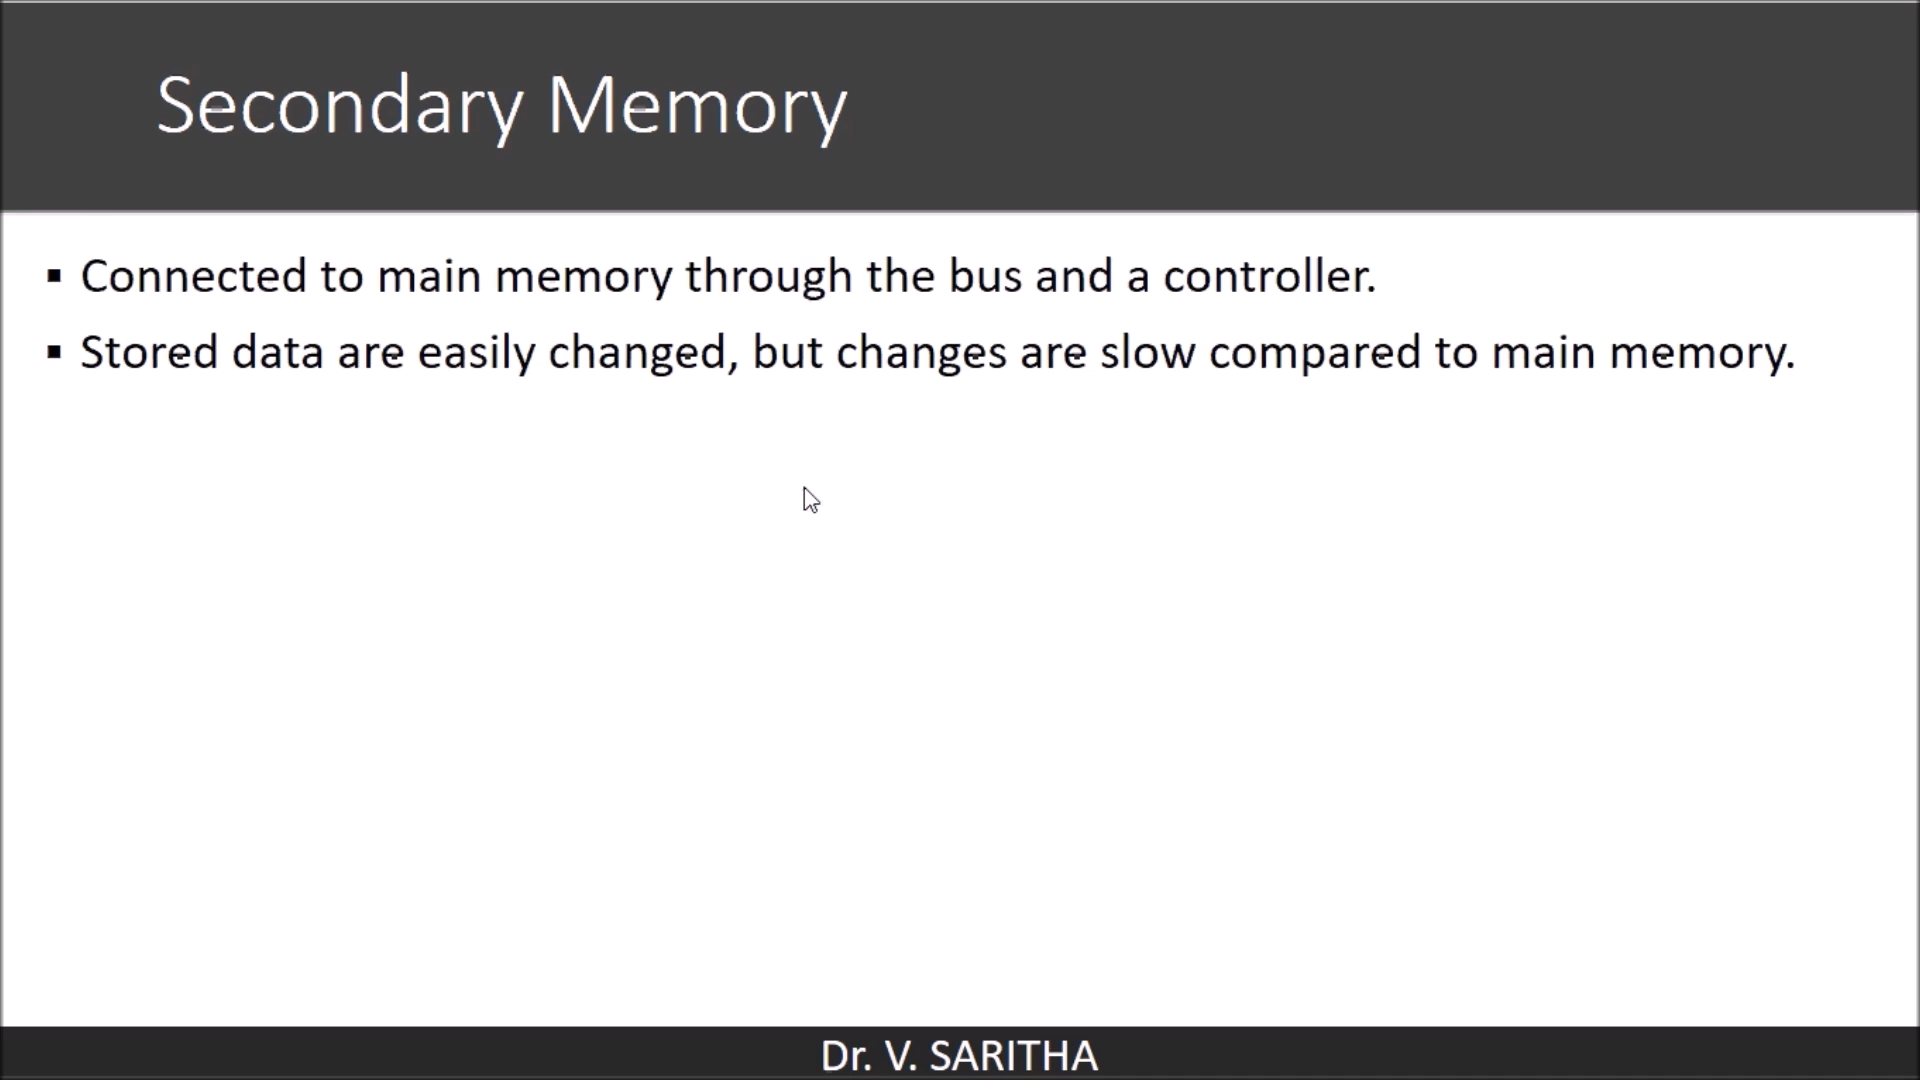 Secondary Memory
▪ Connected to main memory through the bus and a controller.
▪ Stored data are easily changed, but changes are slow compared to main memory.
Dr. V. SARITHA